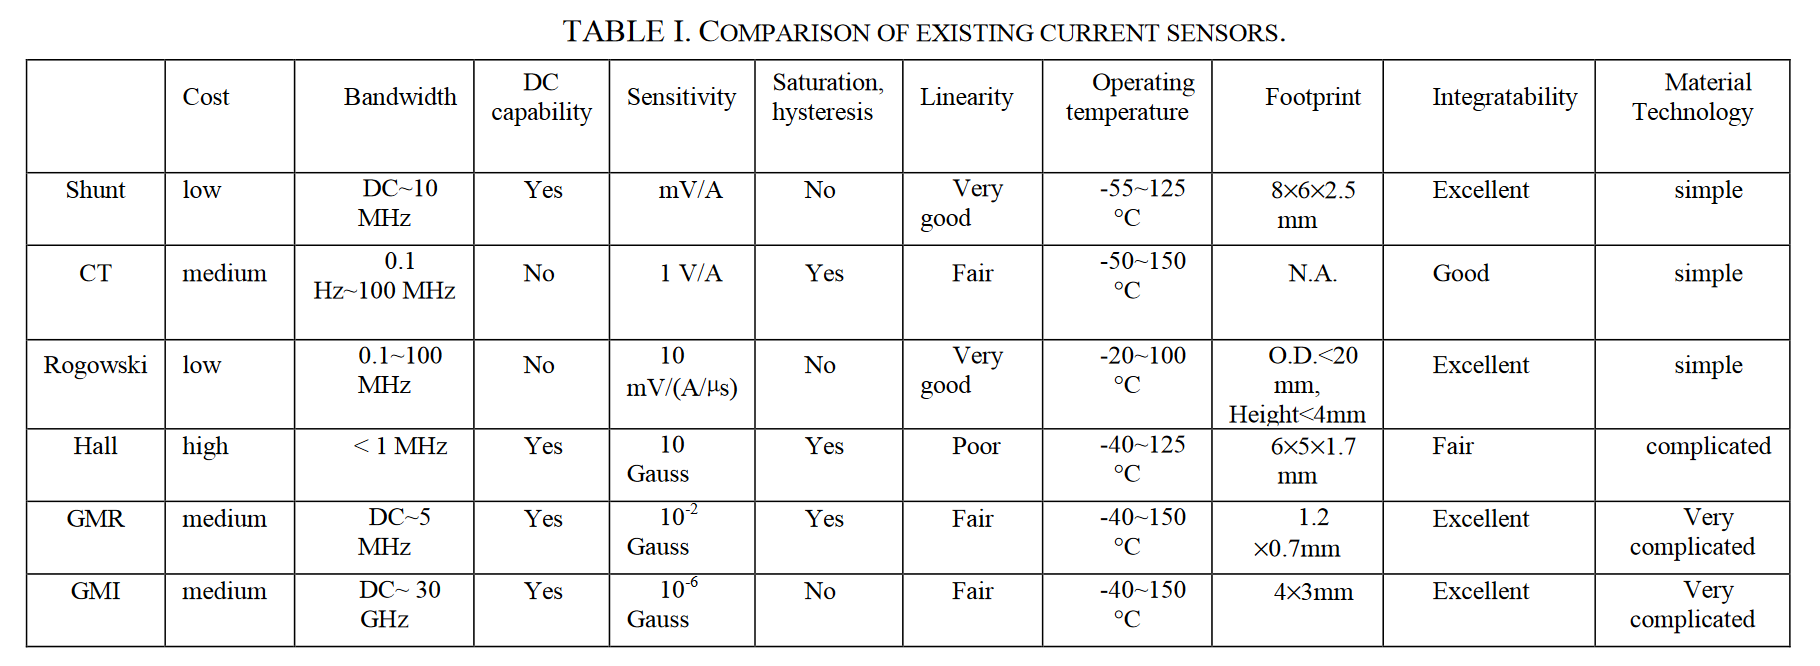 TABLE I. COMPARISON OF EXISTING CURRENT SENSORS.
Cost Bandwidth DC capability Sensitivity Saturation, hysteresis Linearity Operating temperature Footprint Integratability Material Technology
Shunt low DC~10 MHz Yes mV/A No Very good -55~125 °C 8×6×2.5 mm Excellent simple
CT medium 0.1 Hz~100 MHz No 1 V/A Yes Fair -50~150 °C N.A. Good simple
Rogowski low 0.1~100 MHz No 10 mV/(A/μs) No Very good -20~100 °C O.D.<20 mm, Height<4mm Excellent simple
Hall high < 1 MHz Yes 10 Gauss Yes Poor -40~125 °C 6×5×1.7 mm Fair complicated
GMR medium DC~5 MHz Yes 10⁻² Gauss Yes Fair -40~150 °C 1.2 ×0.7mm Excellent Very complicated
GMI medium DC~ 30 GHz Yes 10⁻⁶ Gauss No Fair -40~150 °C 4×3mm Excellent Very complicated